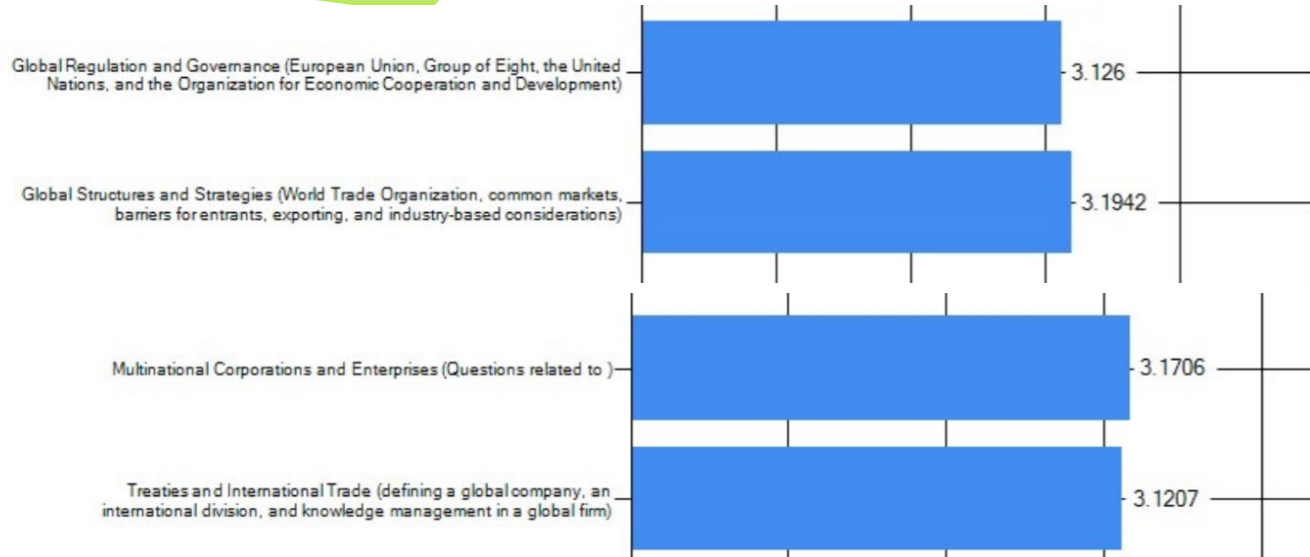 Global Regulation and Governance (European Union, Group of Eight, the United
Nations, and the Organization for Economic Cooperation and Development)
3.126
Global Structures and Strategies (World Trade Organization, common markets,
barriers for entrants, exporting, and industry-based considerations)
3.1942
Multinational Corporations and Enterprises (Questions related to )
3.1706
Treaties and International Trade (defining a global company, an
international division, and knowledge management in a global firm)
3.1207